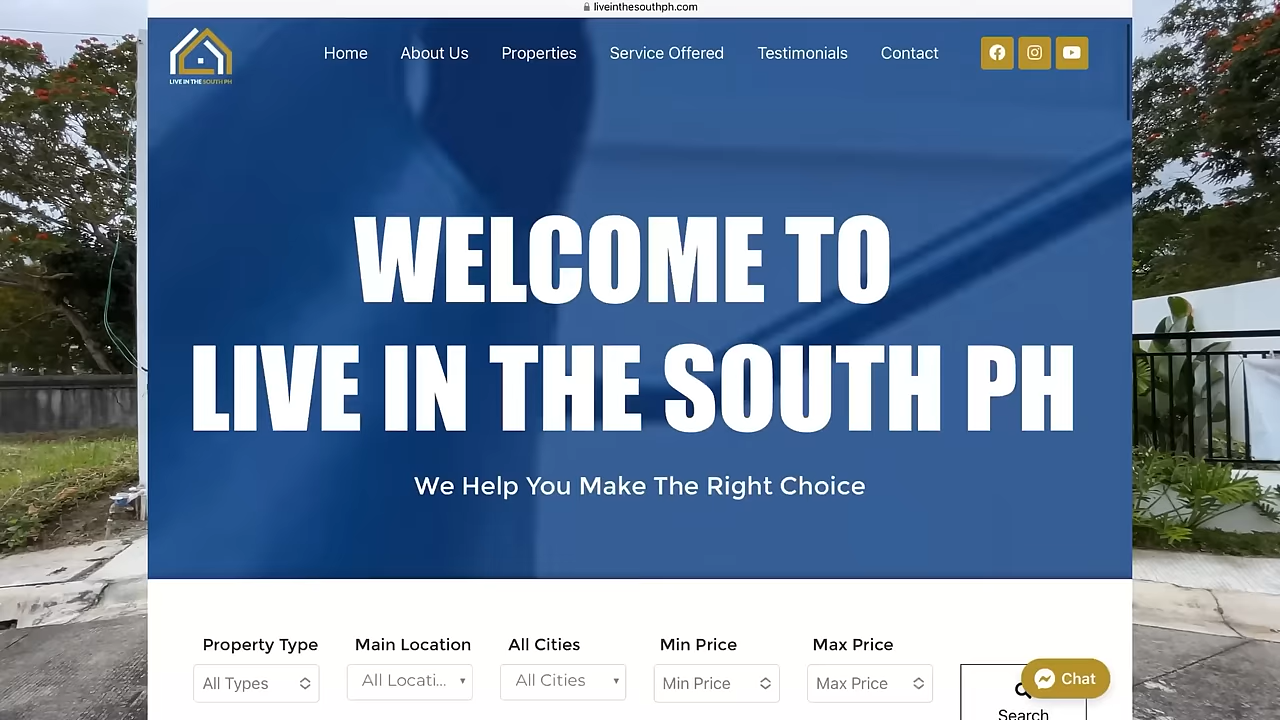 liveinthesouthph.com
LIVE IN THE SOUTH PH
Home About Us Properties Service Offered Testimonials Contact
WELCOME TO
LIVE IN THE SOUTH PH
We Help You Make The Right Choice
Property Type Main Location All Cities Min Price Max Price
All Types All Locati... All Cities Min Price Max Price
Search
Chat